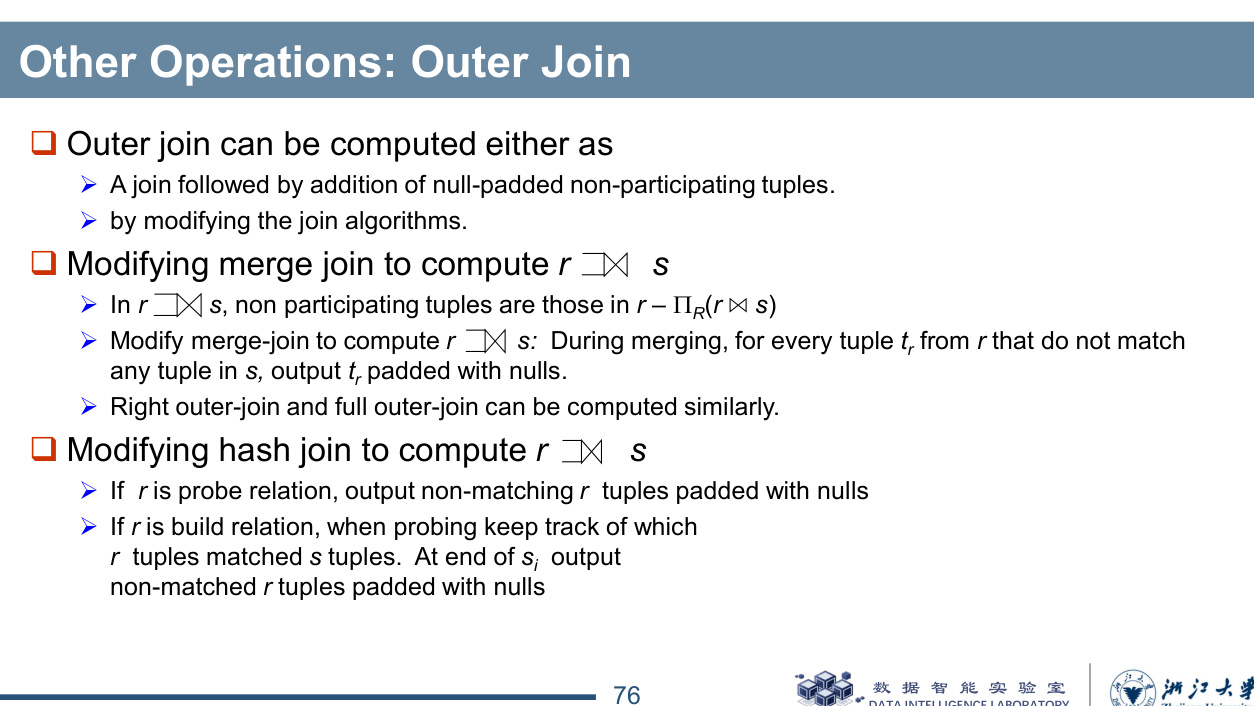 Other Operations: Outer Join
❑ Outer join can be computed either as
➢ A join followed by addition of null-padded non-participating tuples.
➢ by modifying the join algorithms.
❑ Modifying merge join to compute r ⟕ s
➢ In r ⟕ s, non participating tuples are those in r – ΠR(r ⋈ s)
➢ Modify merge-join to compute r ⟕ s: During merging, for every tuple tr from r that do not match
any tuple in s, output tr padded with nulls.
➢ Right outer-join and full outer-join can be computed similarly.
❑ Modifying hash join to compute r ⟕ s
➢ If r is probe relation, output non-matching r tuples padded with nulls
➢ If r is build relation, when probing keep track of which
r tuples matched s tuples. At end of si output
non-matched r tuples padded with nulls
76
数据智能实验室
DATA INTELLIGENCE LABORATORY
浙江大学